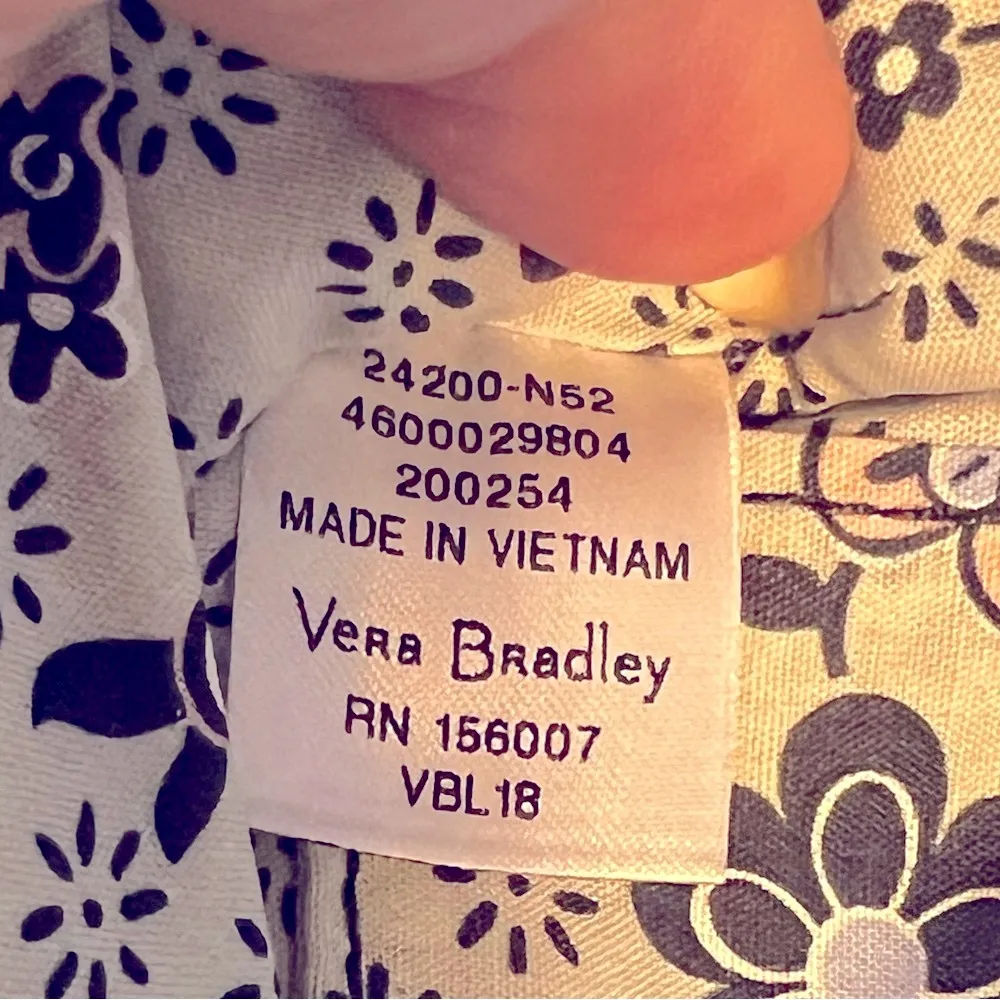 24200-N52
4600029804
200254
MADE IN VIETNAM
Vera Bradley
RN 156007
VBL18